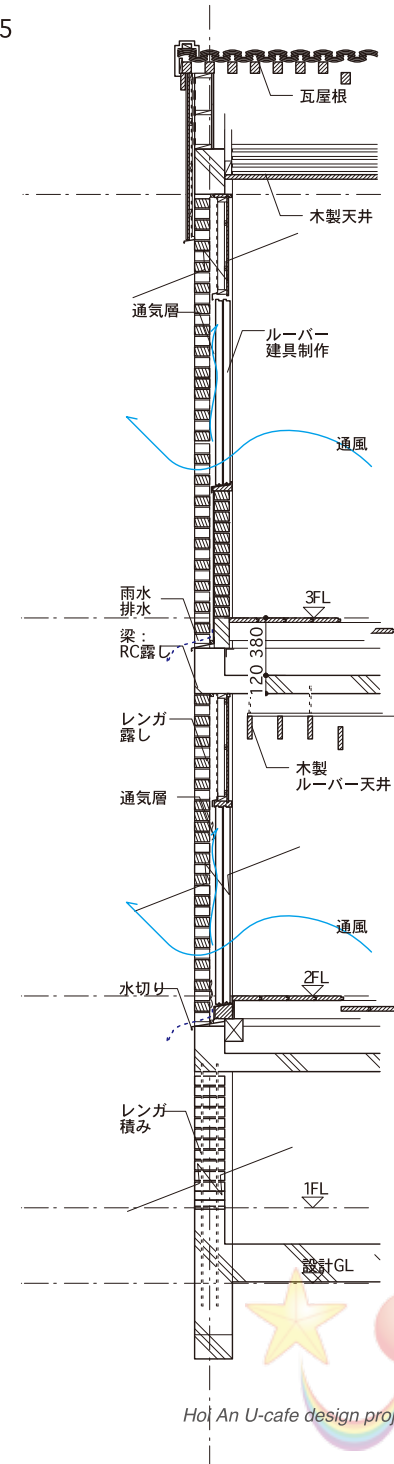 5
瓦屋根
木製天井
通気層
ルーバー
建具制作
通風
雨水
排水
3FL
梁：
RC露し
120 380
レンガ
露し
木製
ルーバー天井
通気層
通風
水切り
2FL
レンガ
積み
1FL
設計GL
Hoi An U-cafe design proj